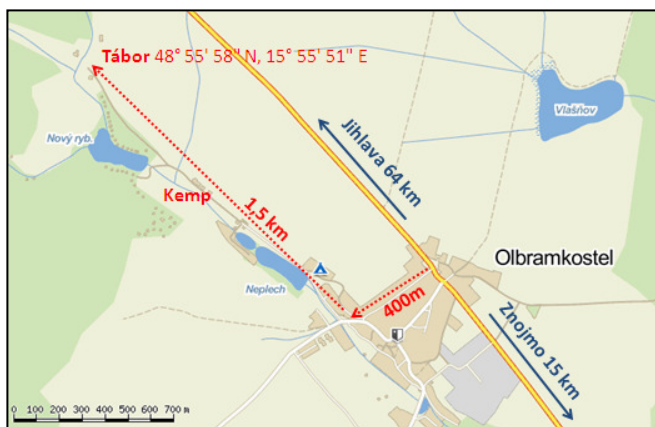 Tábor 48° 55' 58'' N, 15° 55' 51'' E
Vlašňov
Nový ryb.
Jihlava 64 km
Kemp
1,5 km
Olbramkostel
Neplech
400m
Znojmo 15 km
0 100 200 300 400 500 600 700 m